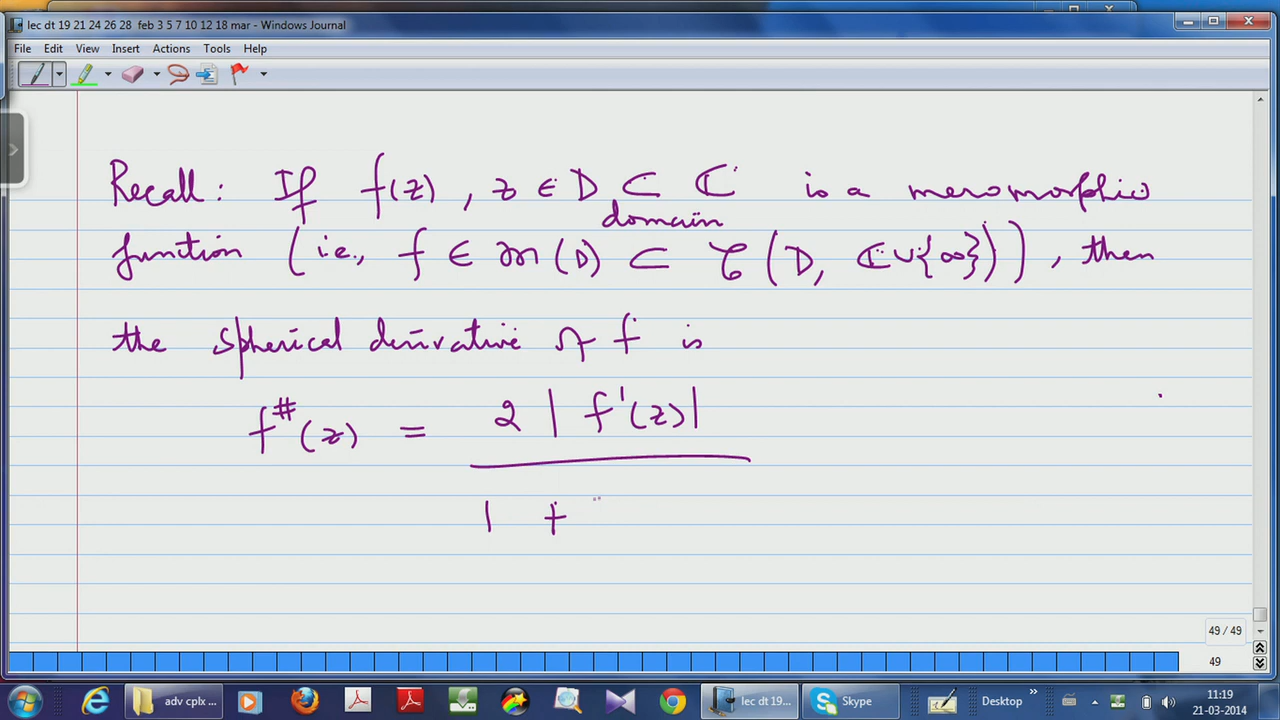 lec dt 19 21 24 26 28 feb 3 5 7 10 12 18 mar - Windows Journal
File Edit View Insert Actions Tools Help
Recall: If f(z), z ∈ D ⊂ ℂ is a meromorphic
domain
function (i.e., f ∈ M(D) ⊂ C(D, ℂ∪{∞})), then
the spherical derivative of f is
f#(z) = 2 | f'(z)|
1 +
49 / 49
49
adv cplx ... lec dt 19... Skype Desktop » 11:19
21-03-2014